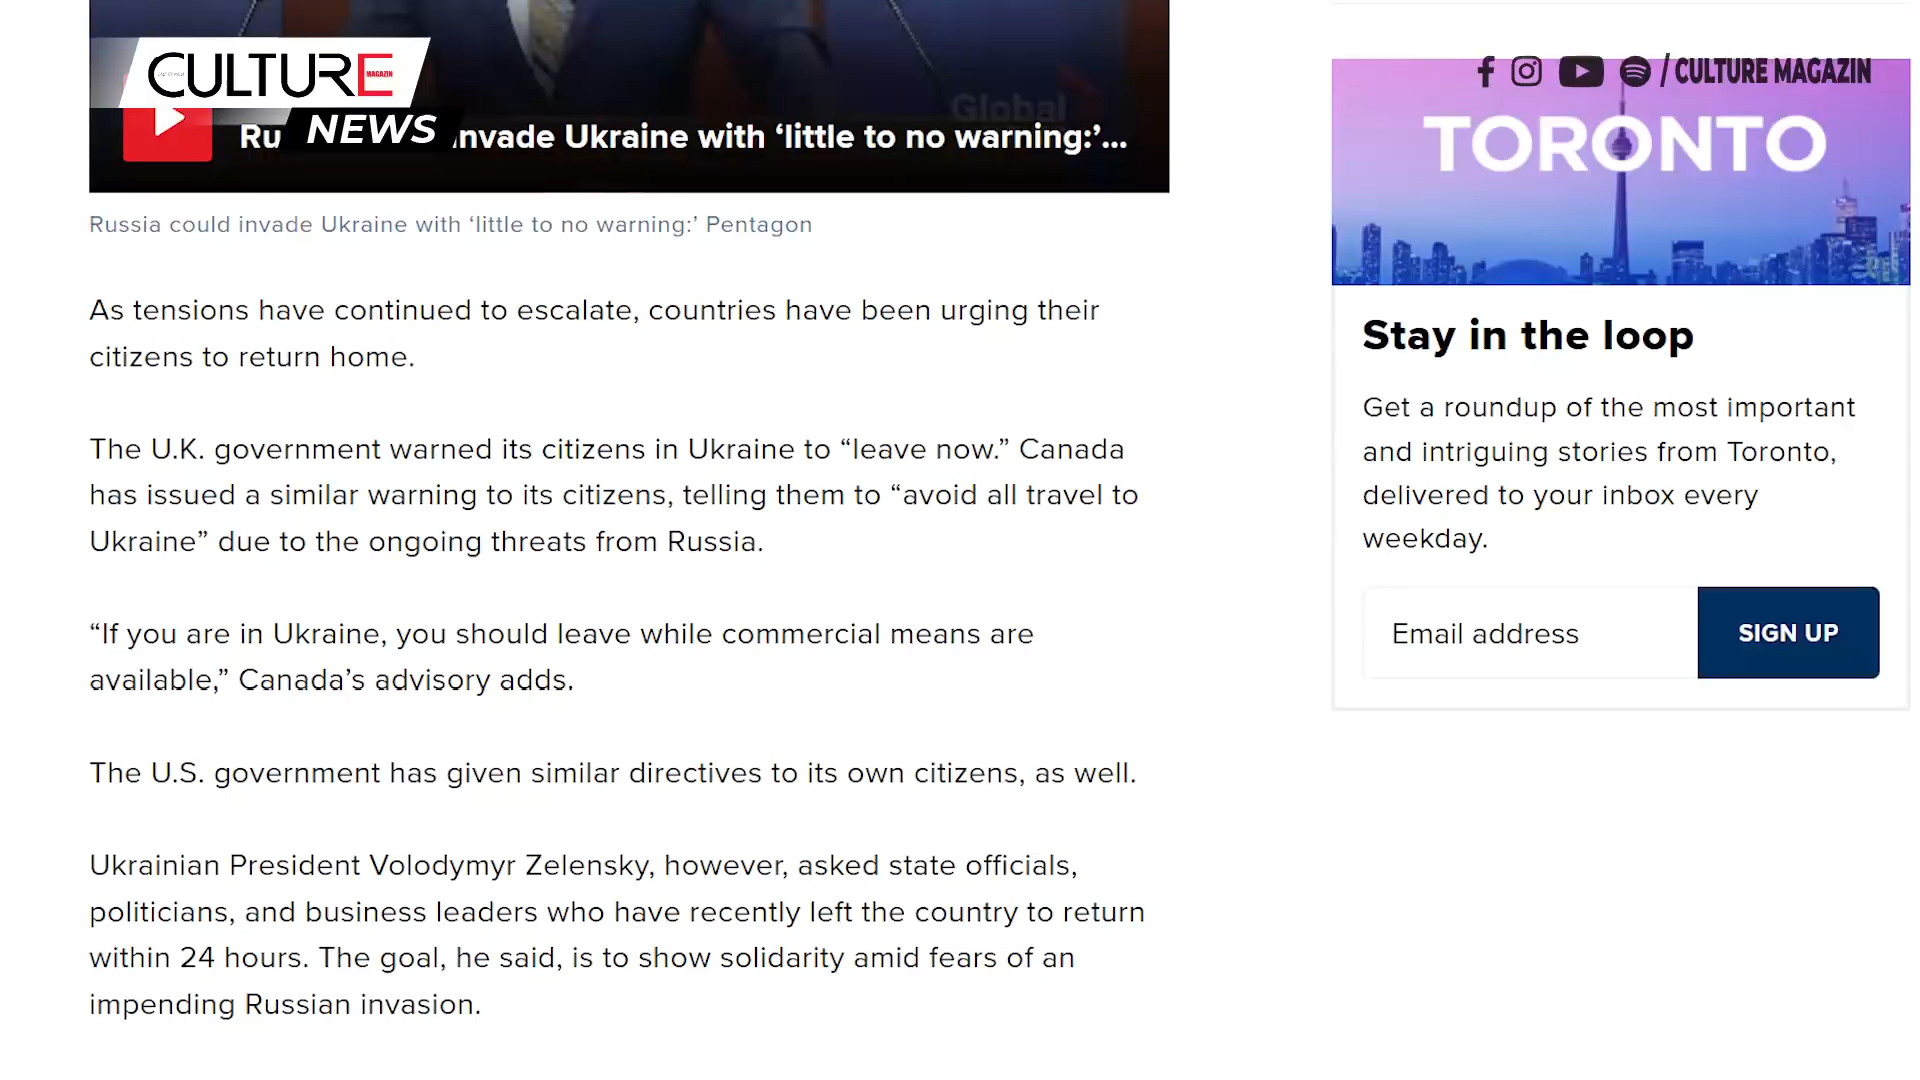 CULTURE
MAGAZIN
NEWS
Global
Ru nvade Ukraine with ‘little to no warning:’...
Russia could invade Ukraine with ‘little to no warning:’ Pentagon
As tensions have continued to escalate, countries have been urging their
citizens to return home.
The U.K. government warned its citizens in Ukraine to “leave now.” Canada
has issued a similar warning to its citizens, telling them to “avoid all travel to
Ukraine” due to the ongoing threats from Russia.
“If you are in Ukraine, you should leave while commercial means are
available,” Canada’s advisory adds.
The U.S. government has given similar directives to its own citizens, as well.
Ukrainian President Volodymyr Zelensky, however, asked state officials,
politicians, and business leaders who have recently left the country to return
within 24 hours. The goal, he said, is to show solidarity amid fears of an
impending Russian invasion.
/ CULTURE MAGAZIN
TORONTO
Stay in the loop
Get a roundup of the most important
and intriguing stories from Toronto,
delivered to your inbox every
weekday.
Email address
SIGN UP